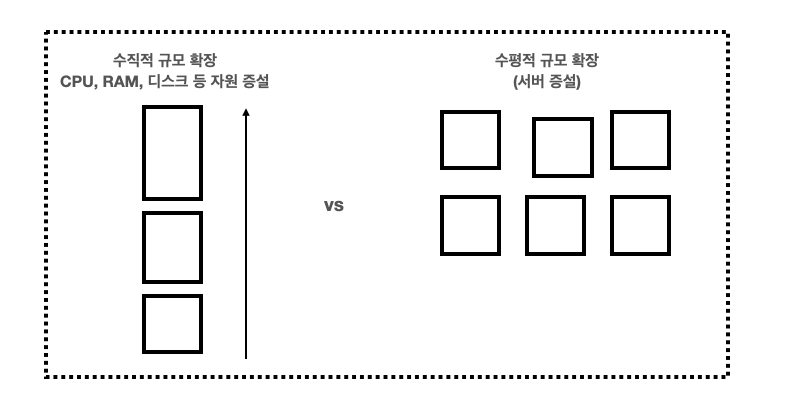 수직적 규모 확장
CPU, RAM, 디스크 등 자원 증설
vs
수평적 규모 확장
(서버 증설)